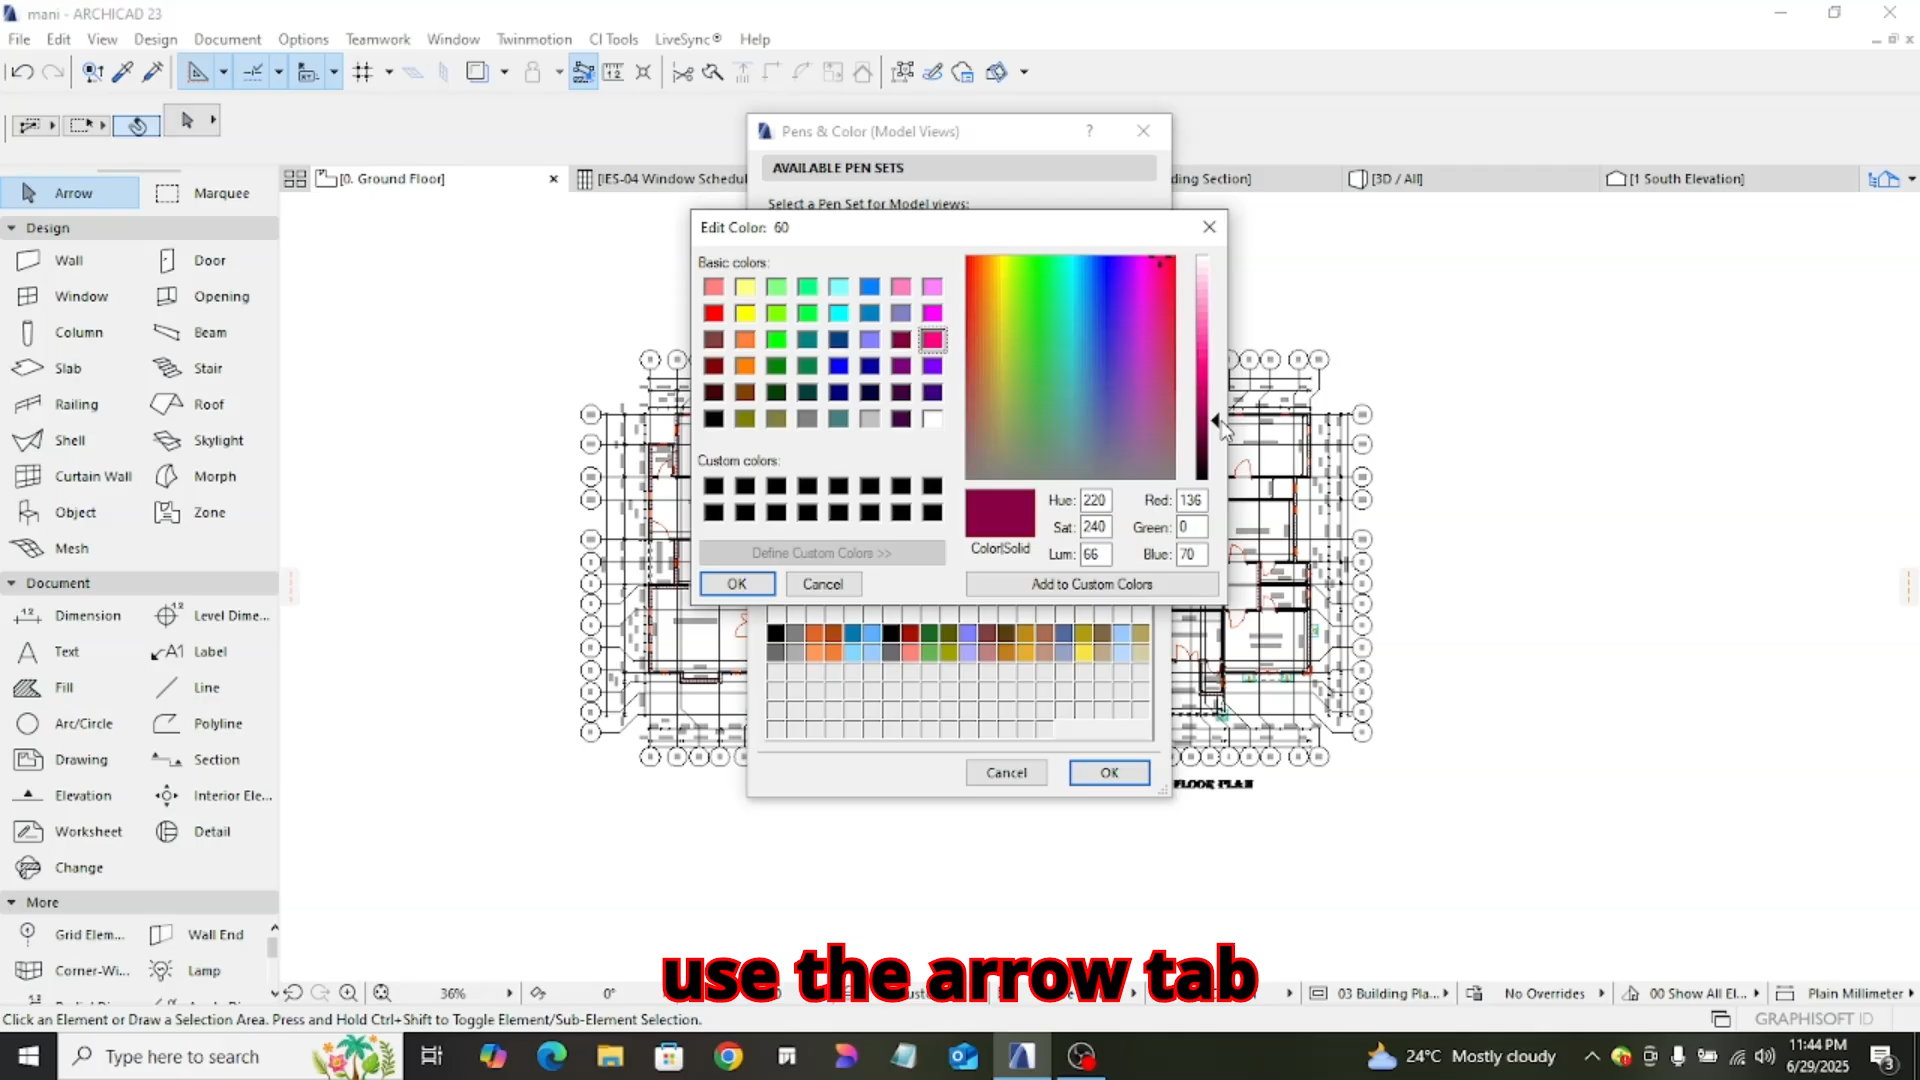 mani - ARCHICAD 23
File Edit View Design Document Options Teamwork Window Twinmotion CI Tools LiveSync® Help
Pens & Color (Model Views) ?
AVAILABLE PEN SETS
Select a Pen Set for Model views:
[0. Ground Floor]
[IES-04 Window Schedul
ding Section]
[3D / All]
[1 South Elevation]
Arrow
Marquee
Design
Wall
Door
Window
Opening
Column
Beam
Slab
Stair
Railing
Roof
Shell
Skylight
Curtain Wall
Morph
Object
Zone
Mesh
Document
Dimension
Level Dime...
Text
Label
Fill
Line
Arc/Circle
Polyline
Drawing
Section
Elevation
Interior Ele...
Worksheet
Detail
Change
More
Grid Elem...
Wall End
Corner-Wi...
Lamp
Edit Color: 60
Basic colors:
Custom colors:
Define Custom Colors >>
OK
Cancel
Color|Solid
Hue: 220
Sat: 240
Lum: 66
Red: 136
Green: 0
Blue: 70
Add to Custom Colors
Cancel
OK
FLOOR PLAN
use the arrow tab
36%
0°
03 Building Pla...
No Overrides
00 Show All El...
Plain Millimeter
Click an Element or Draw a Selection Area. Press and Hold Ctrl+Shift to Toggle Element/Sub-Element Selection.
GRAPHISOFT ID
Type here to search
24°C Mostly cloudy
11:44 PM
6/29/2025
3